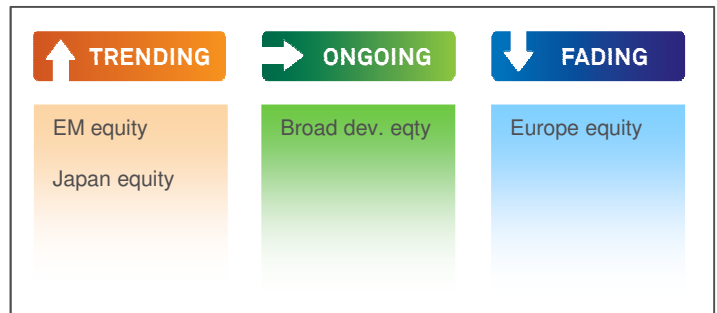 TRENDING
EM equity
Japan equity
ONGOING
Broad dev. eqty
FADING
Europe equity